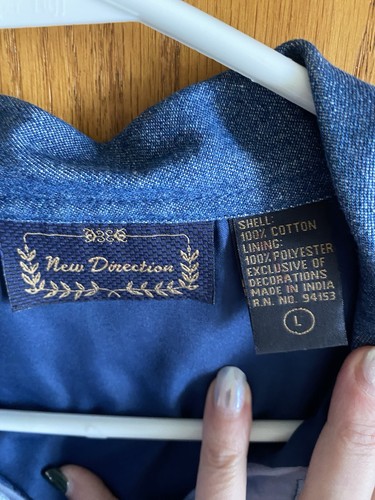 New Direction
SHELL:
100% COTTON
LINING:
100% POLYESTER
EXCLUSIVE OF
DECORATIONS
MADE IN INDIA
R.N. NO. 94153
L